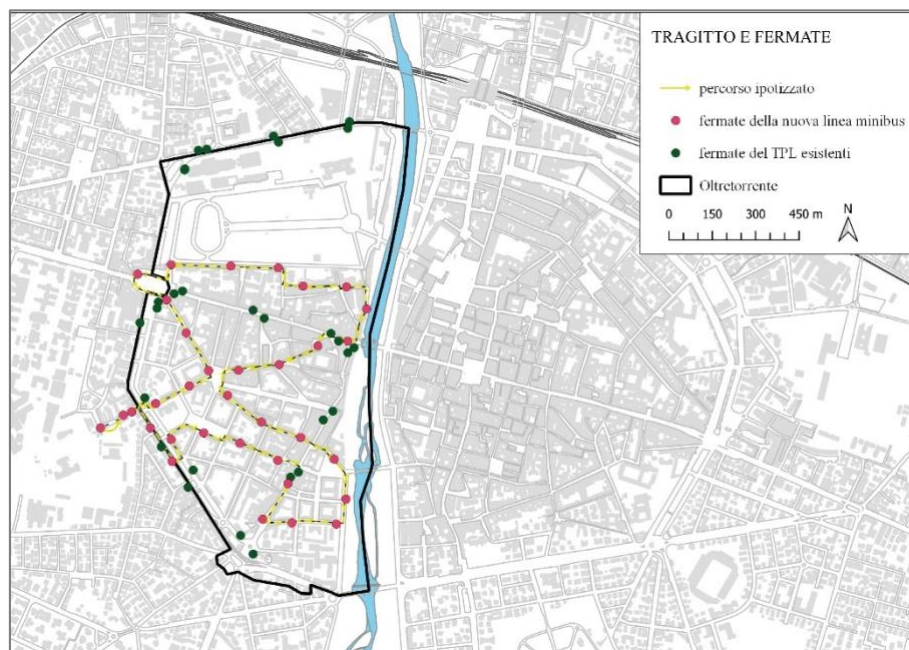 TRAGITTO E FERMATE
percorso ipotizzato
fermate della nuova linea minibus
fermate del TPL esistenti
Oltretorrente
0 150 300 450 m
N